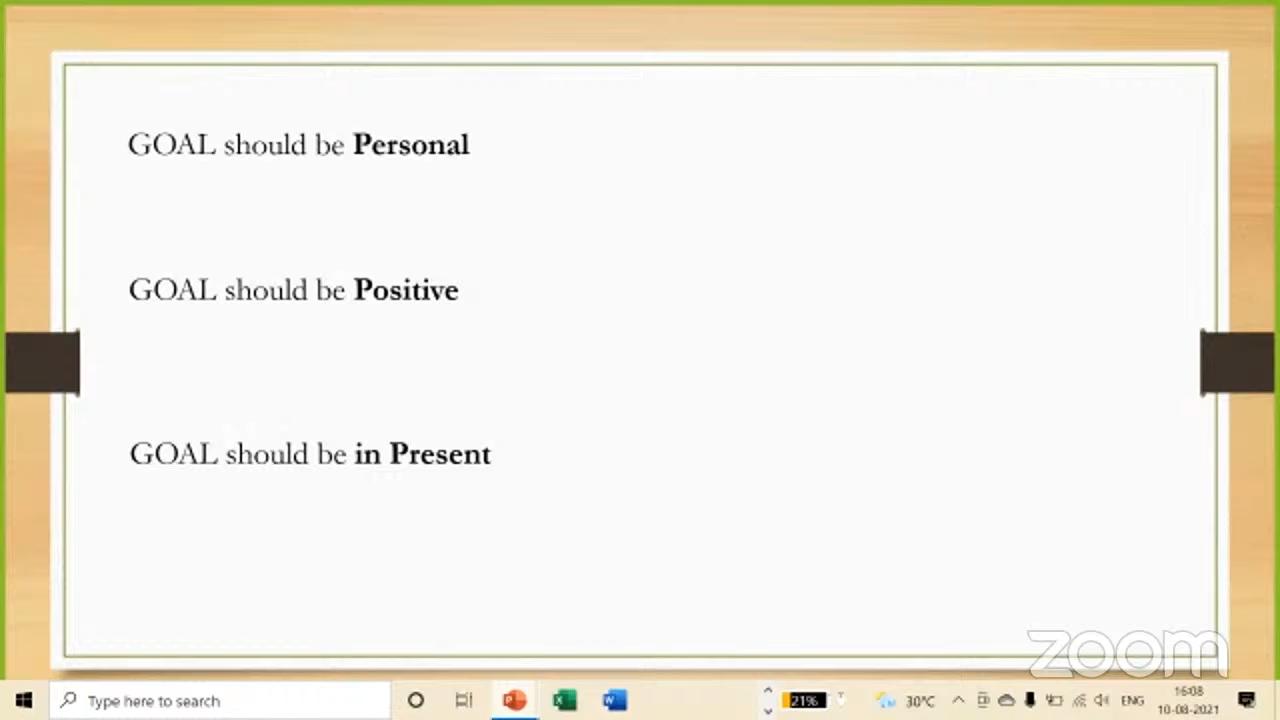 GOAL should be Personal
GOAL should be Positive
GOAL should be in Present
zoom
Type here to search
21%
30°C
ENG
16:08
10-08-2021